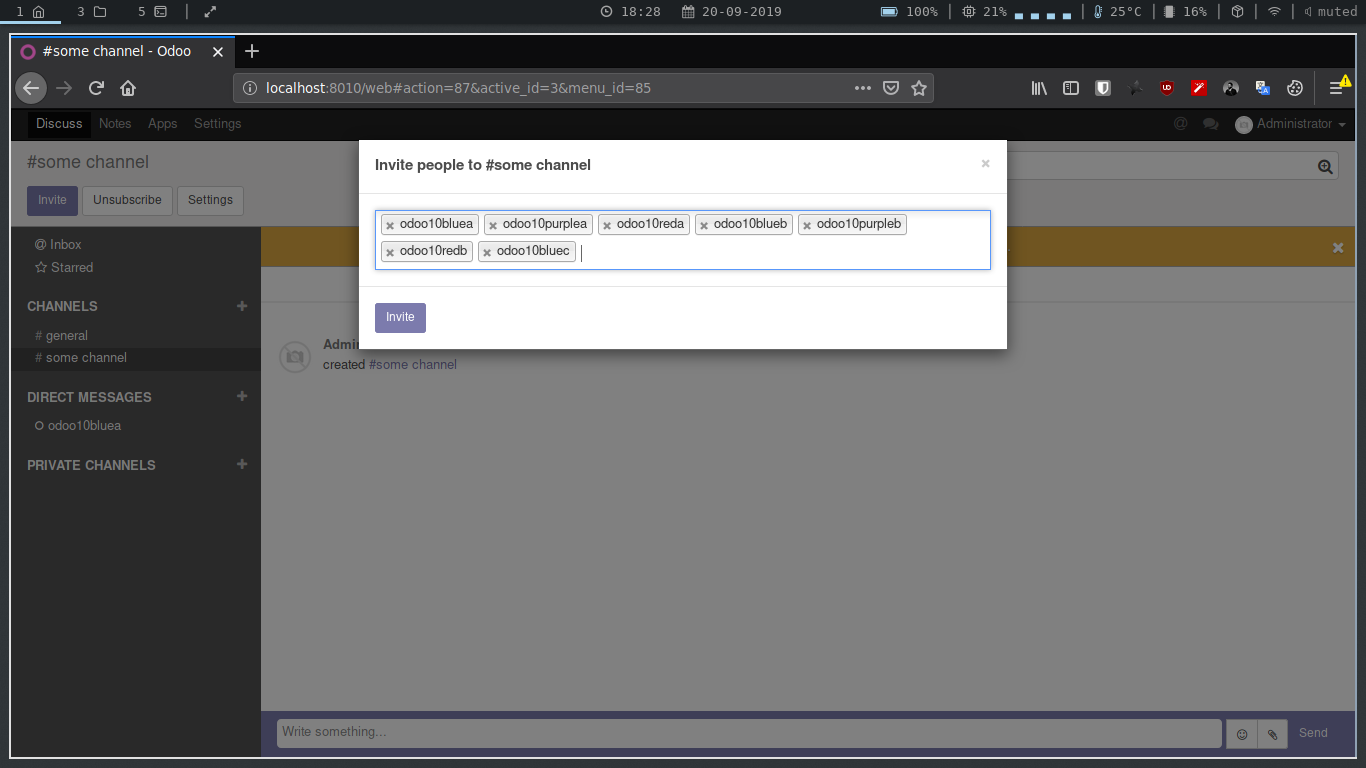 1 3 5 18:28 20-09-2019 100% 21% 25°C 16% muted
#some channel - Odoo
localhost:8010/web#action=87&active_id=3&menu_id=85
Discuss Notes Apps Settings @ Administrator
#some channel
Invite Unsubscribe Settings
Invite people to #some channel ×
odoo10bluea odoo10purplea odoo10reda odoo10blueb odoo10purpleb
odoo10redb odoo10bluec
Invite
@ Inbox
Starred
CHANNELS
# general
# some channel
DIRECT MESSAGES
odoo10bluea
PRIVATE CHANNELS
created #some channel
Write something...
Send